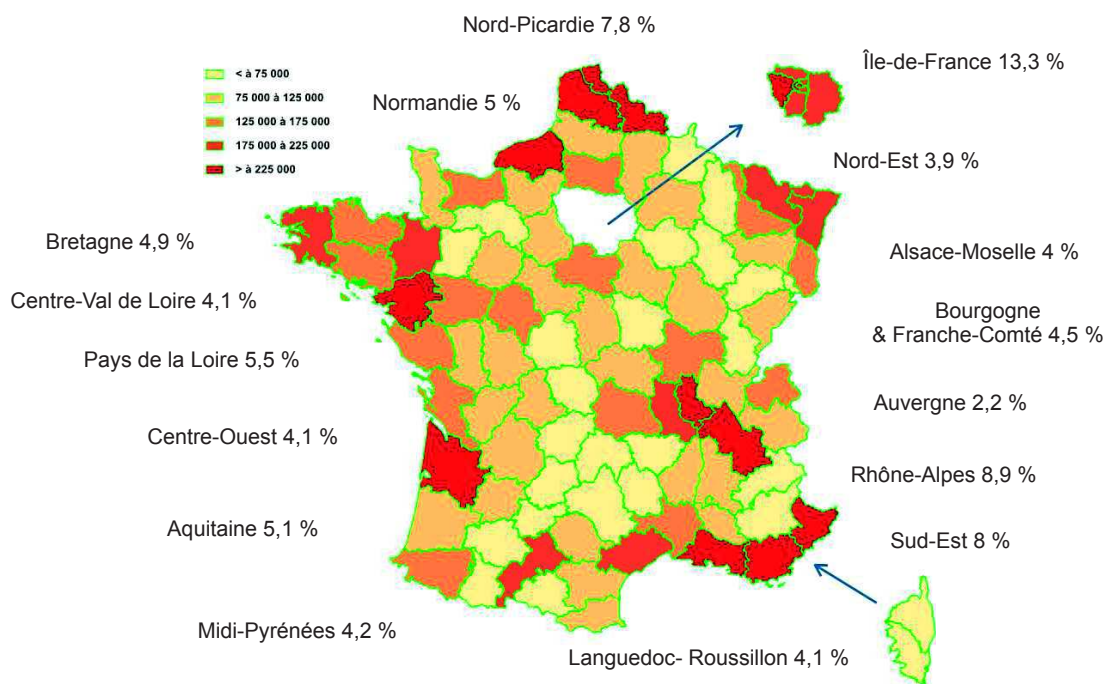 Nord-Picardie 7,8 %
Île-de-France 13,3 %
< à 75 000
75 000 à 125 000
125 000 à 175 000
175 000 à 225 000
> à 225 000
Normandie 5 %
Nord-Est 3,9 %
Bretagne 4,9 %
Alsace-Moselle 4 %
Centre-Val de Loire 4,1 %
Bourgogne
& Franche-Comté 4,5 %
Pays de la Loire 5,5 %
Auvergne 2,2 %
Centre-Ouest 4,1 %
Rhône-Alpes 8,9 %
Aquitaine 5,1 %
Sud-Est 8 %
Midi-Pyrénées 4,2 %
Languedoc- Roussillon 4,1 %